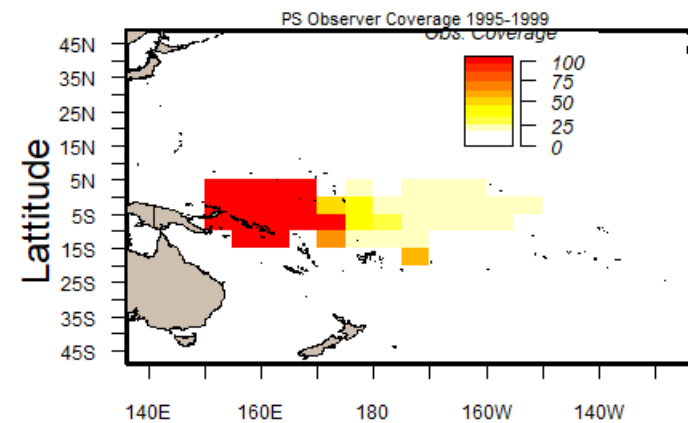 PS Observer Coverage 1995-1999
Obs. Coverage
100
75
50
25
0
Lattitude
45N
35N
25N
15N
5N
5S
15S
25S
35S
45S
140E 160E 180 160W 140W